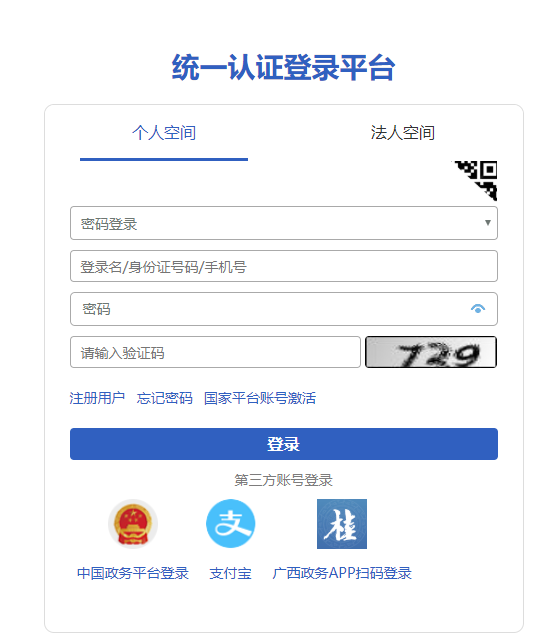 统一认证登录平台
个人空间 法人空间
密码登录
登录名/身份证号码/手机号
密码
请输入验证码 729
注册用户 忘记密码 国家平台账号激活
登录
第三方账号登录
支 桂
中国政务平台登录 支付宝 广西政务APP扫码登录